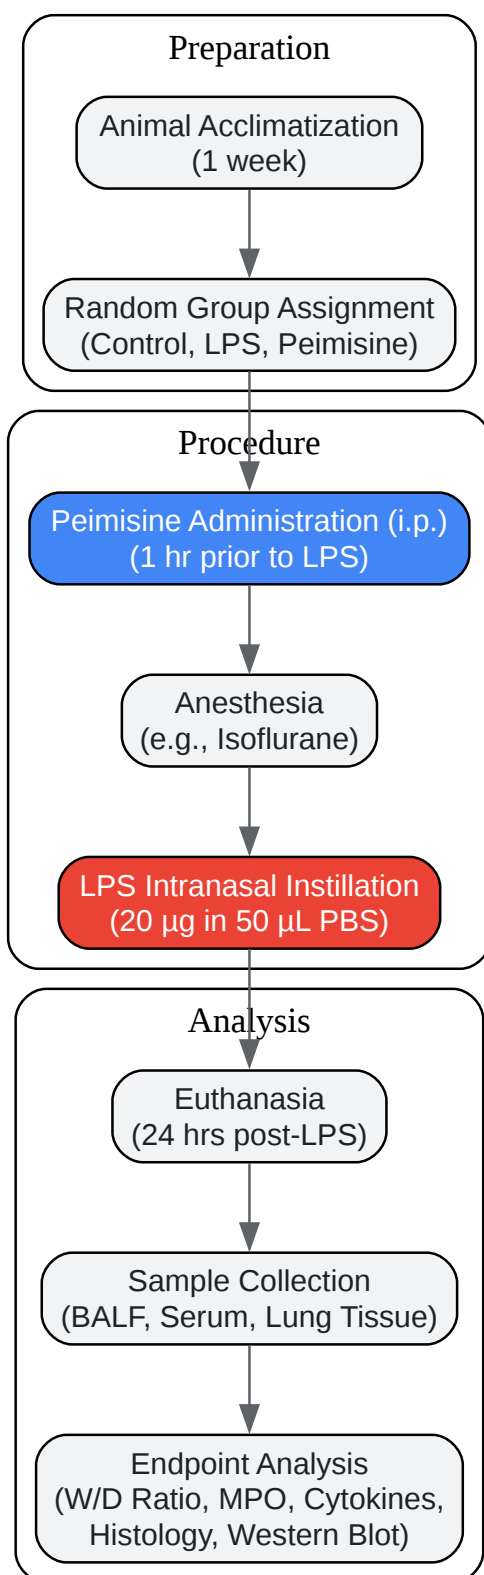 Preparation
Animal Acclimatization
(1 week)
Random Group Assignment
(Control, LPS, Peimisine)
Procedure
Peimisine Administration (i.p.)
(1 hr prior to LPS)
Anesthesia
(e.g., Isoflurane)
LPS Intranasal Instillation
(20 µg in 50 µL PBS)
Analysis
Euthanasia
(24 hrs post-LPS)
Sample Collection
(BALF, Serum, Lung Tissue)
Endpoint Analysis
(W/D Ratio, MPO, Cytokines,
Histology, Western Blot)